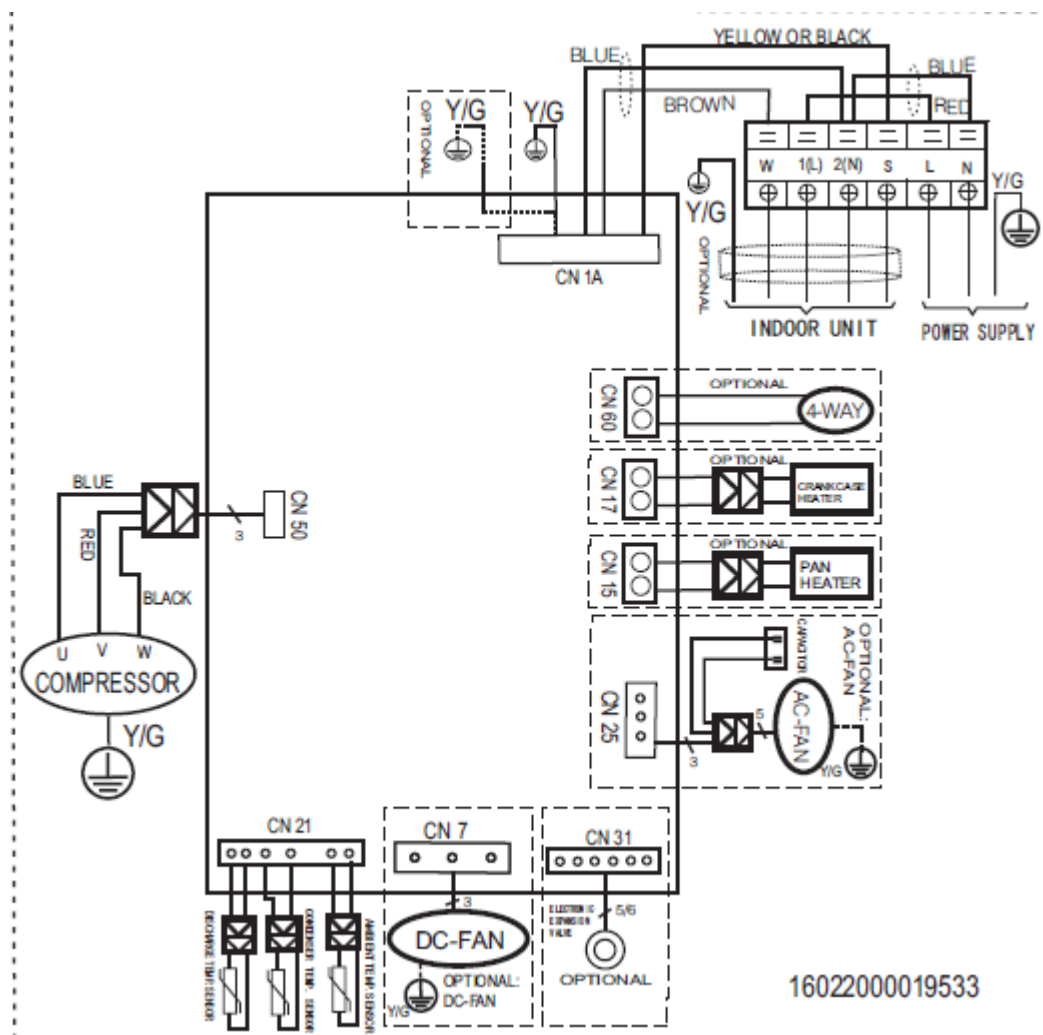 YELLOW OR BLACK
BLUE
BLUE
BROWN
RED
OPTIONAL
Y/G
Y/G
W 1(L) 2(N) S L N
Y/G
Y/G
OPTIONAL
CN 1A
INDOOR UNIT
POWER SUPPLY
CN 60
OPTIONAL
4-WAY
CN 17
OPTIONAL
CRANKCASE
HEATER
CN 15
OPTIONAL
PAN
HEATER
BLUE
RED
BLACK
3
CN 50
U V W
COMPRESSOR
Y/G
CN 25
3
CAPACITOR
5
AC-FAN
Y/G
OPTIONAL:
AC-FAN
CN 21
DISCHARGE TEMP. SENSOR
CONDENSER TEMP. SENSOR
AMBIENT TEMP. SENSOR
CN 7
3
DC-FAN
Y/G
OPTIONAL:
DC-FAN
CN 31
ELECTRONIC
EXPANSION
VALVE
5/6
OPTIONAL
16022000019533